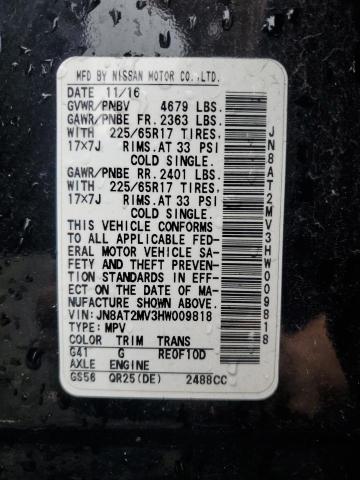 MFD BY NISSAN MOTOR CO.,LTD.
DATE 11/16
GVWR/PNBV 4679 LBS.
GAWR/PNBE FR. 2363 LBS.
WITH 225/65R17 TIRES,
17X7J RIMS.AT 33 PSI
COLD SINGLE.
GAWR/PNBE RR. 2401 LBS.
WITH 225/65R17 TIRES,
17X7J RIMS.AT 33 PSI
COLD SINGLE.
THIS VEHICLE CONFORMS
TO ALL APPLICABLE FED-
ERAL MOTOR VEHICLE SA-
FETY AND THEFT PREVEN-
TION STANDARDS IN EFF-
ECT ON THE DATE OF MA-
NUFACTURE SHOWN ABOVE.
VIN:JN8AT2MV3HW009818
TYPE:MPV
COLOR TRIM TRANS
G41 G RE0F10D
AXLE ENGINE
GS56 QR25(DE) 2488CC
JN8AT2MV3HW009818